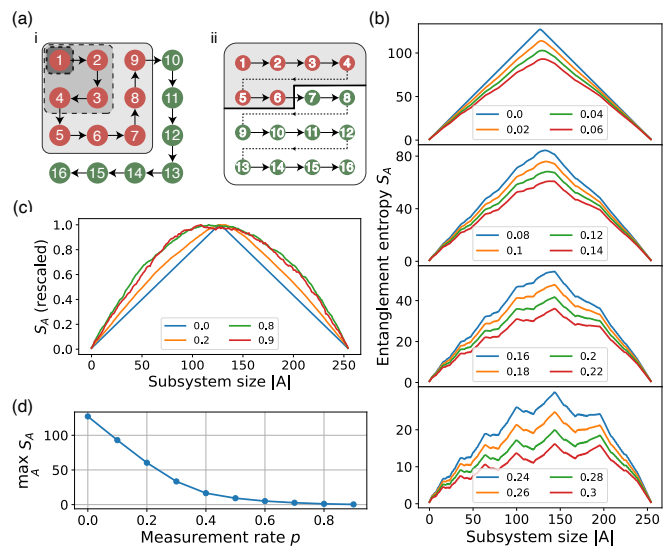 (a)
i
1 2 9 10
4 3 8 11
5 6 7 12
16 15 14 13
ii
1 2 3 4
5 6 7 8
9 10 11 12
13 14 15 16
(b)
Entanglement entropy S_A
100
50
0
0.0 0.04
0.02 0.06
80
40
0
0.08 0.12
0.1 0.14
40
20
0
0.16 0.2
0.18 0.22
20
10
0
0.24 0.28
0.26 0.3
0 50 100 150 200 250
Subsystem size |A|
(c)
S_A (rescaled)
1.0
0.8
0.6
0.4
0.2
0.0
0.0 0.8
0.2 0.9
0 50 100 150 200 250
Subsystem size |A|
(d)
max S_A
A
100
50
0
0.0 0.2 0.4 0.6 0.8
Measurement rate p